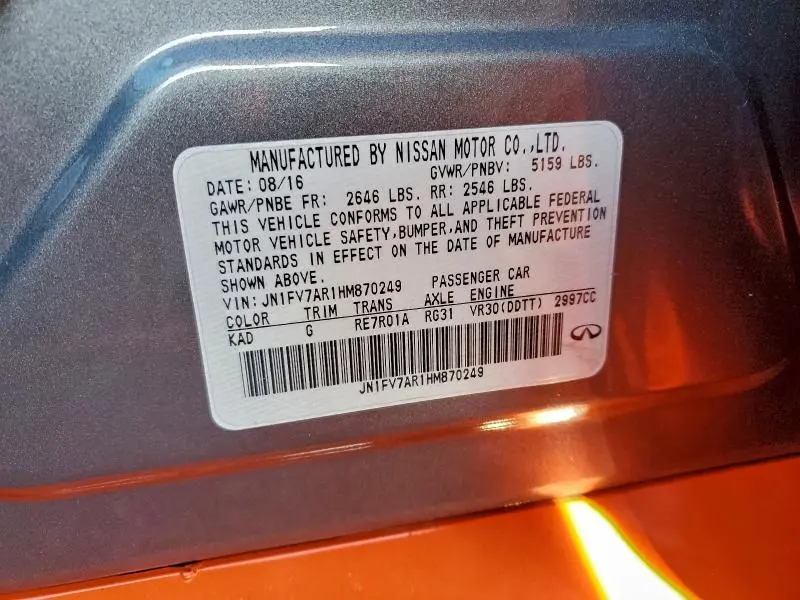 MANUFACTURED BY NISSAN MOTOR CO.,LTD.
DATE: 08/16 GVWR/PNBV: 5159 LBS.
GAWR/PNBE FR: 2646 LBS. RR: 2546 LBS.
THIS VEHICLE CONFORMS TO ALL APPLICABLE FEDERAL
MOTOR VEHICLE SAFETY,BUMPER,AND THEFT PREVENTION
STANDARDS IN EFFECT ON THE DATE OF MANUFACTURE
SHOWN ABOVE.
VIN: JN1FV7AR1HM870249 PASSENGER CAR
COLOR TRIM TRANS AXLE ENGINE
KAD G RE7R01A RG31 VR30(DDTT) 2997CC
JN1FV7AR1HM870249